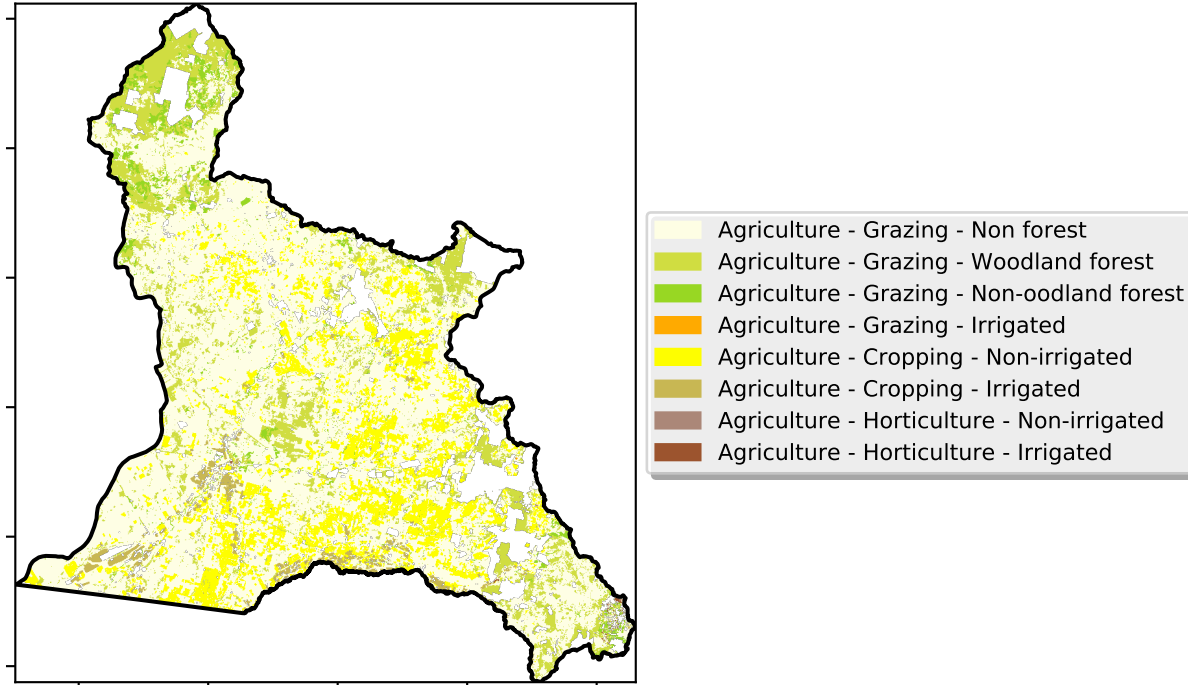 Agriculture - Grazing - Non forest
Agriculture - Grazing - Woodland forest
Agriculture - Grazing - Non-oodland forest
Agriculture - Grazing - Irrigated
Agriculture - Cropping - Non-irrigated
Agriculture - Cropping - Irrigated
Agriculture - Horticulture - Non-irrigated
Agriculture - Horticulture - Irrigated